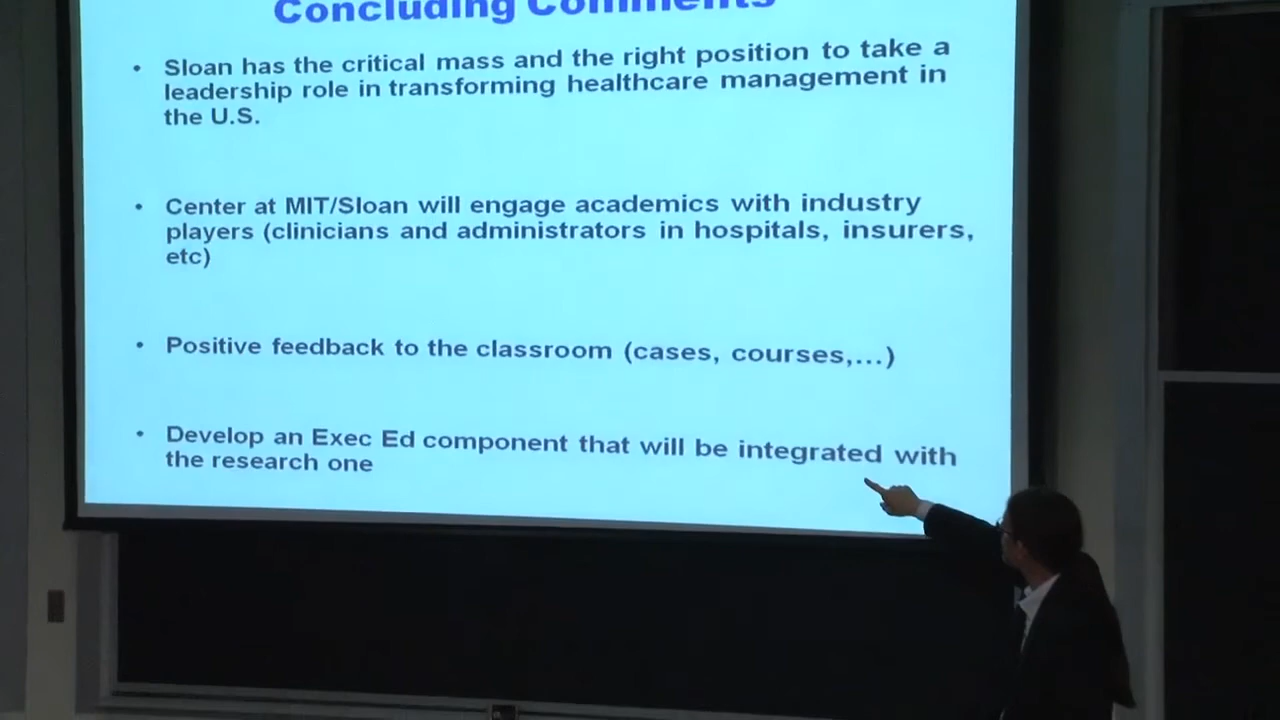 Concluding Comments
• Sloan has the critical mass and the right position to take a
leadership role in transforming healthcare management in
the U.S.
• Center at MIT/Sloan will engage academics with industry
players (clinicians and administrators in hospitals, insurers,
etc)
• Positive feedback to the classroom (cases, courses,...)
• Develop an Exec Ed component that will be integrated with
the research one